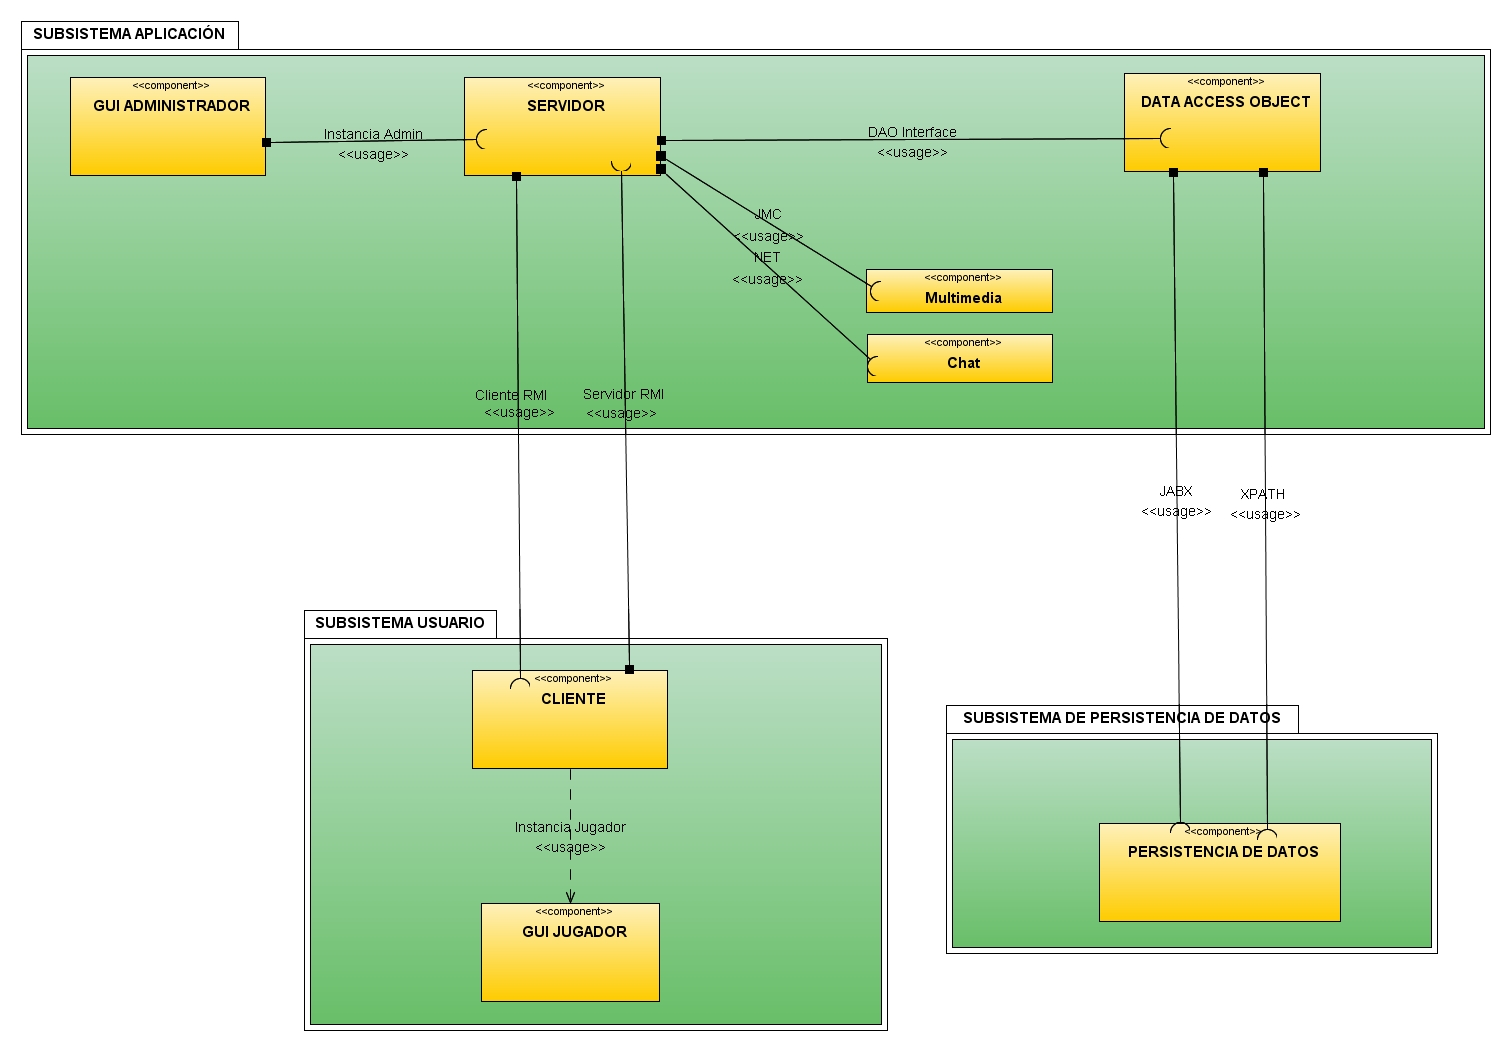 SUBSISTEMA APLICACIÓN
<<component>>
GUI ADMINISTRADOR
<<component>>
SERVIDOR
<<component>>
DATA ACCESS OBJECT
Instancia Admin
<<usage>>
DAO Interface
<<usage>>
JMC
<<usage>>
NET
<<usage>>
<<component>>
Multimedia
<<component>>
Chat
Cliente RMI
<<usage>>
Servidor RMI
<<usage>>
JABX
<<usage>>
XPATH
<<usage>>
SUBSISTEMA USUARIO
<<component>>
CLIENTE
Instancia Jugador
<<usage>>
<<component>>
GUI JUGADOR
SUBSISTEMA DE PERSISTENCIA DE DATOS
<<component>>
PERSISTENCIA DE DATOS